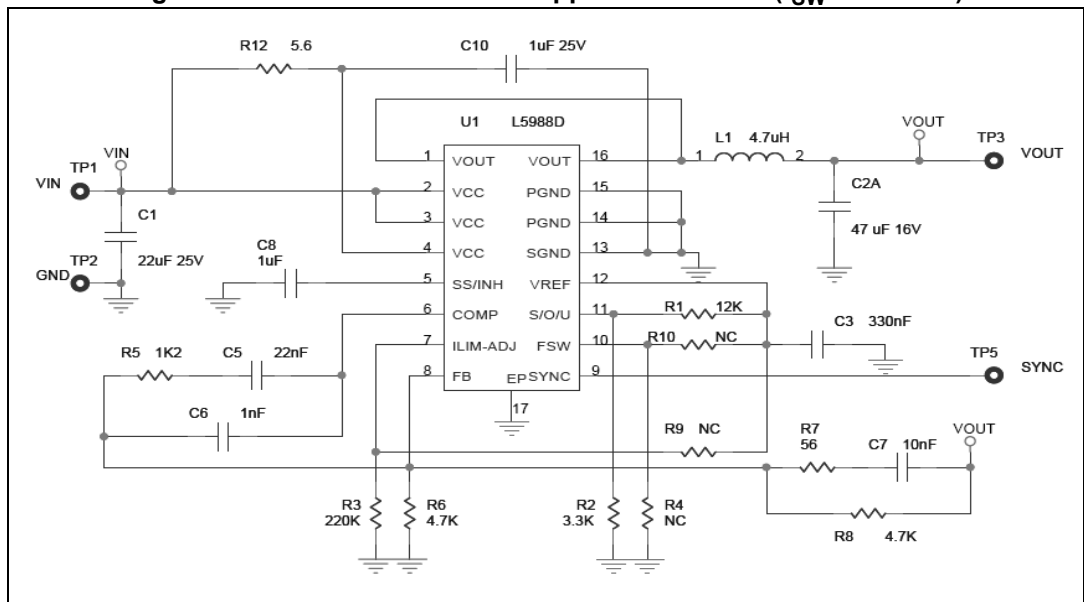 R12 5.6
C10 1uF 25V
U1 L5988D
1 VOUT VOUT 16
2 VCC PGND 15
3 VCC PGND 14
4 VCC SGND 13
5 SS/INH VREF 12
6 COMP S/O/U 11
7 ILIM-ADJ FSW 10
8 FB EP SYNC 9
17
VIN
TP1
VIN
C1
22uF 25V
TP2
GND
C8
1uF
L1 4.7uH
1 2
VOUT
TP3
VOUT
C2A
47 uF 16V
R1 12K
R10 NC
C3 330nF
TP5
SYNC
R5 1K2 C5 22nF
C6 1nF
R9 NC
R7
56
C7 10nF
VOUT
R3
220K
R6
4.7K
R2
3.3K
R4
NC
R8 4.7K